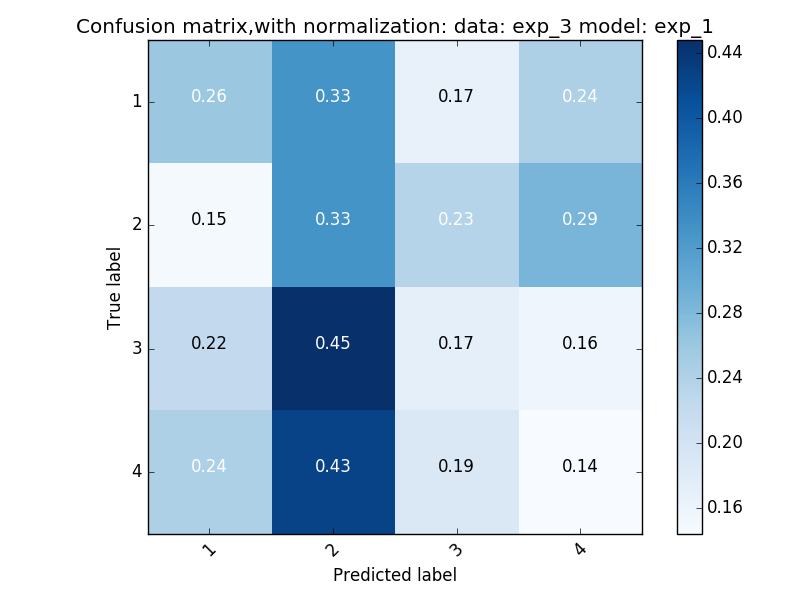 Confusion matrix,with normalization: data: exp_3 model: exp_1
1 0.26 0.33 0.17 0.24
2 0.15 0.33 0.23 0.29
3 0.22 0.45 0.17 0.16
4 0.24 0.43 0.19 0.14
True label
1 2 3 4
Predicted label
0.44
0.40
0.36
0.32
0.28
0.24
0.20
0.16